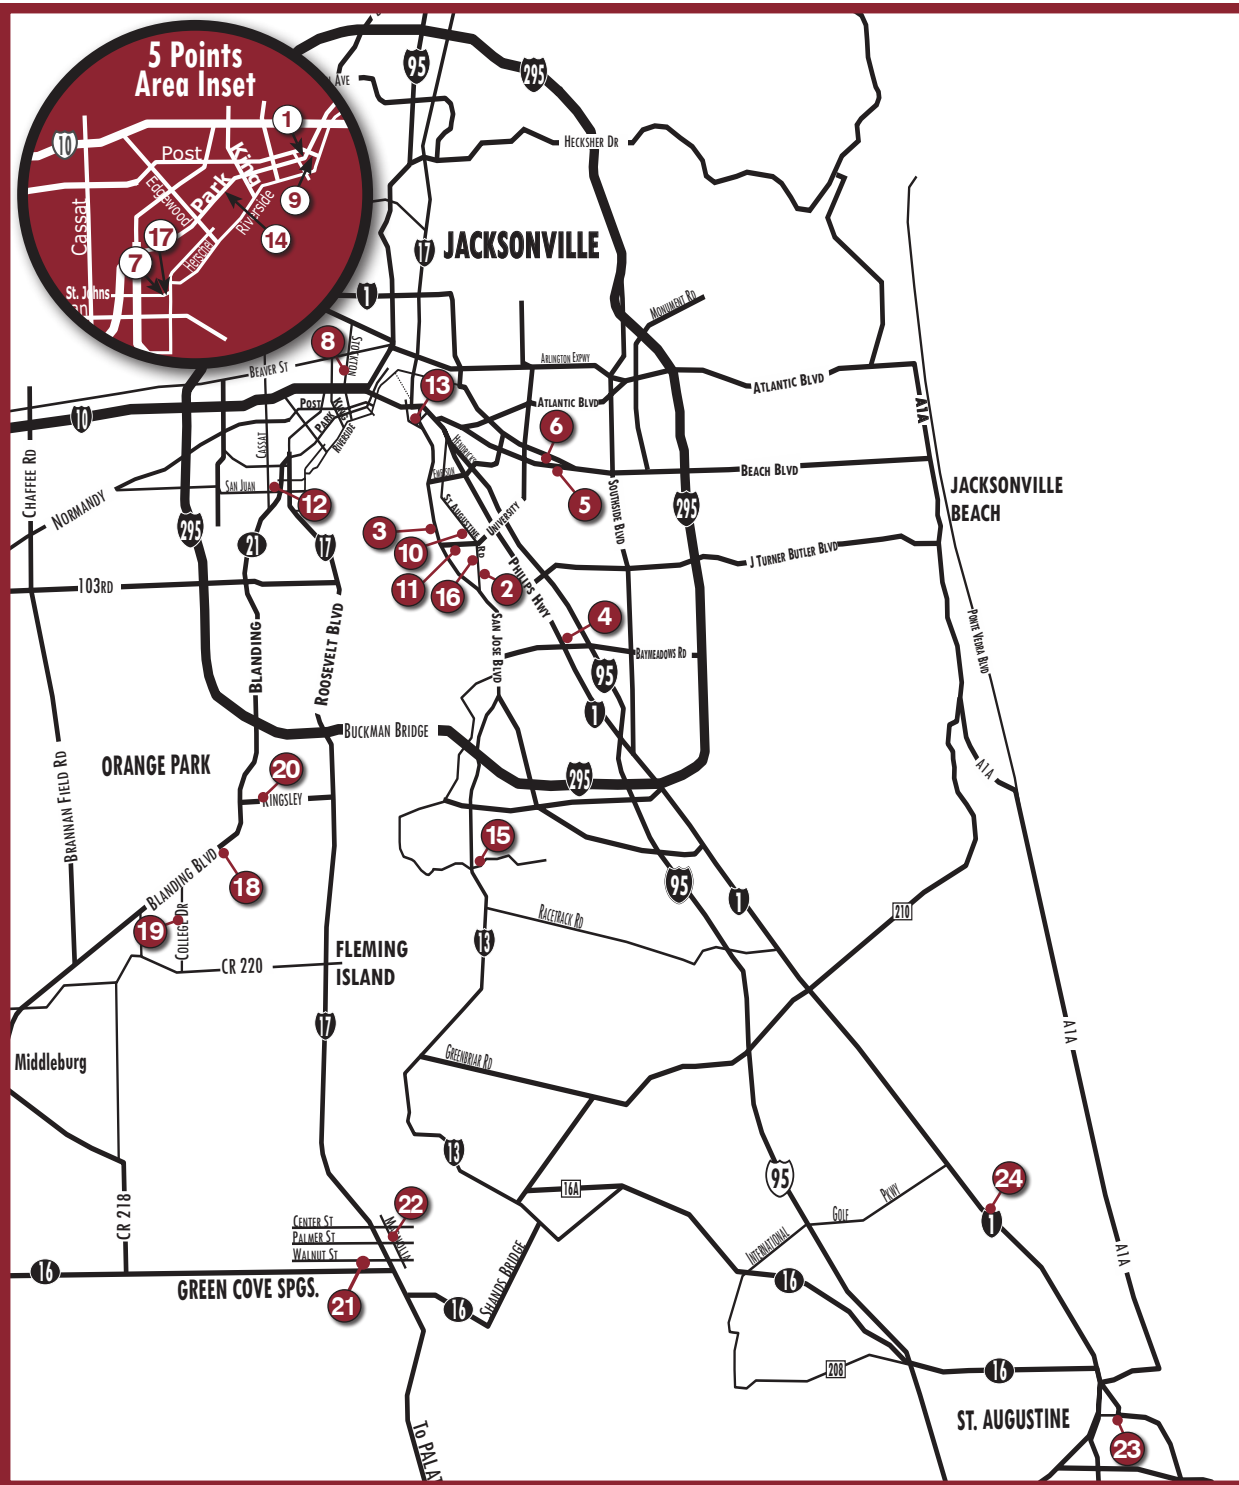 5 Points
Area Inset
1
10
Post
King
Park
Edgewood
Riverside
9
14
Cassat
17
7
Herschel
St. Johns
95
295
AVE
HECKSHER DR
17
JACKSONVILLE
1
MONUMENT RD
8
STOCKTON
BEAVER ST
ARLINGTON EXPWY
ATLANTIC BLVD
13
ATLANTIC BLVD
A1A
10
POST
PARK
KING
RIVERSIDE
CASSAT
6
HENDRICKS
EMERSON
BEACH BLVD
CHAFFEE RD
NORMANDY
SAN JUAN
12
5
SOUTHSIDE BLVD
295
JACKSONVILLE
BEACH
295
21
17
3
10
ST AUGUSTINE RD
UNIVERSITY
J TURNER BUTLER BLVD
103RD
11
16
2
PHILIPS HWY
4
SAN JOSE BLVD
BAYMEADOWS RD
PONTE VEDRA BLVD
BLANDING
ROOSEVELT BLVD
95
1
BUCKMAN BRIDGE
ORANGE PARK
20
KINGSLEY
295
A1A
BRANNAN FIELD RD
15
BLANDING BLVD
18
95
1
19
COLLEGE DR
RACETRACK RD
210
13
FLEMING
ISLAND
CR 220
17
A1A
Middleburg
GREENBRIAR RD
13
95
24
16A
CR 218
22
CENTER ST
PALMER ST
WALNUT ST
PKWY
GOLF
INTERNATIONAL
1
A1A
16
GREEN COVE SPGS.
21
16
SHANDS BRIDGE
16
208
16
ST. AUGUSTINE
23